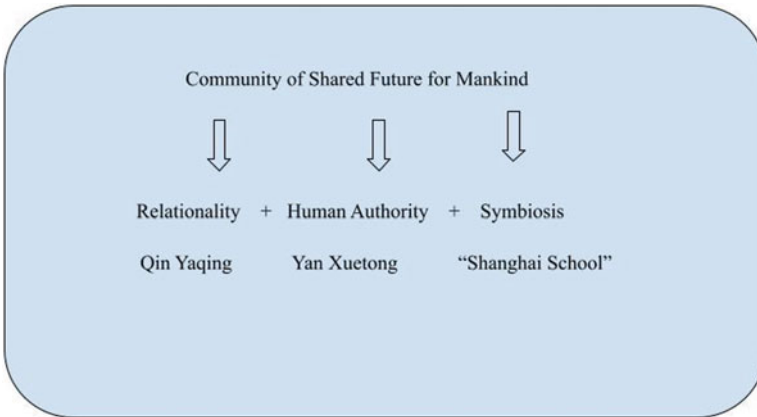 Community of Shared Future for Mankind
Relationality + Human Authority + Symbiosis
Qin Yaqing Yan Xuetong “Shanghai School”